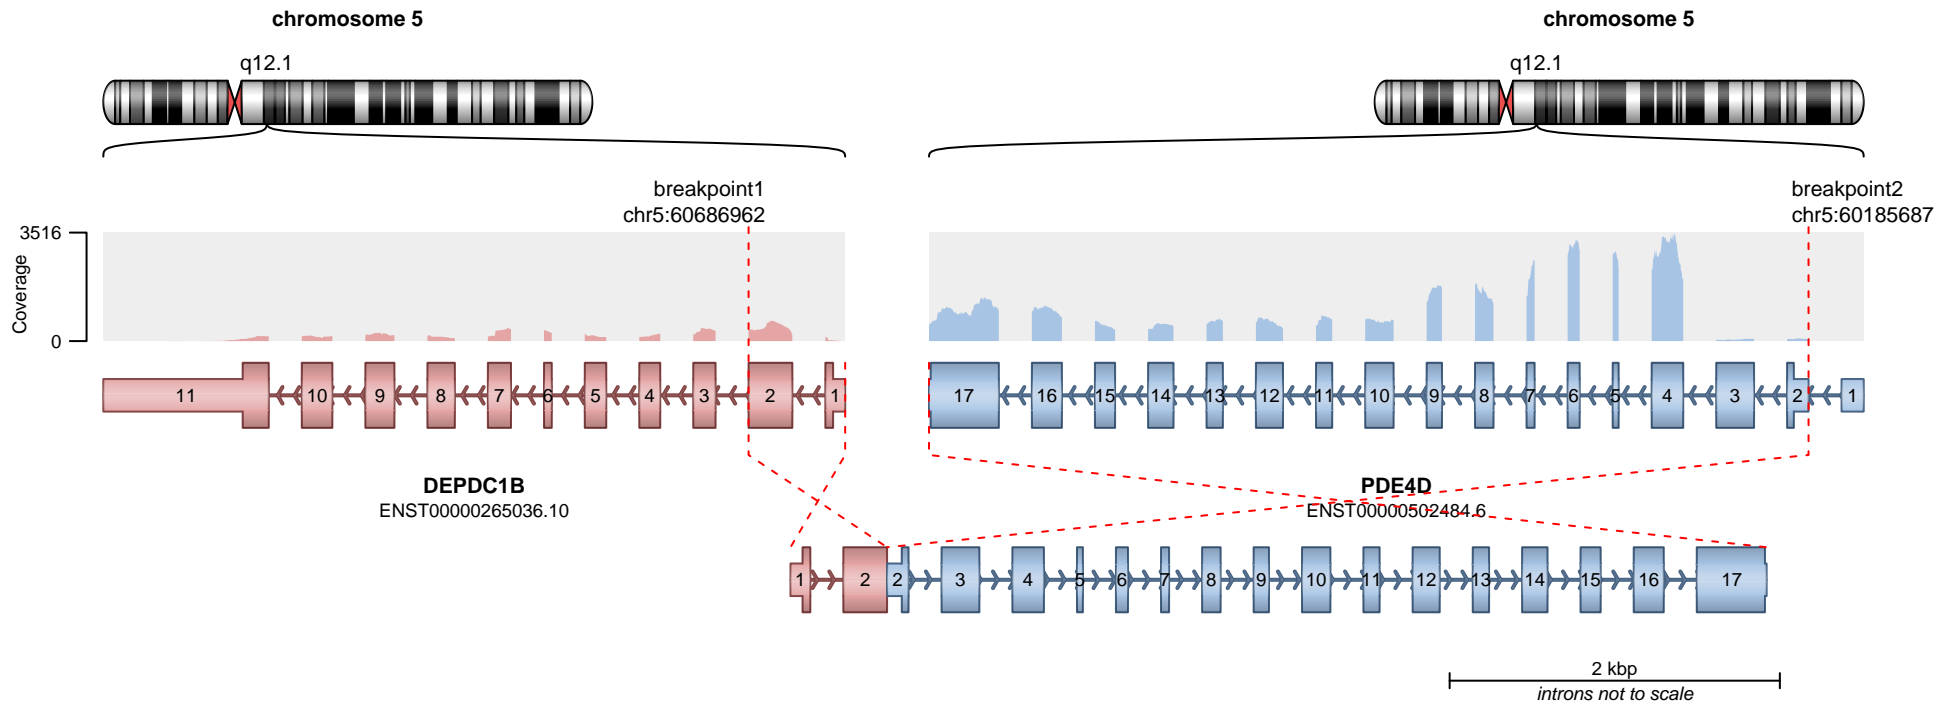 chromosome 5
chromosome 5
q12.1
q12.1
breakpoint1
chr5:60686962
breakpoint2
chr5:60185687
3516
Coverage
0
11 10 9 8 7 6 5 4 3 2 1
17 16 15 14 13 12 11 10 9 8 7 6 5 4 3 2 1
DEPDC1B
ENST00000265036.10
PDE4D
ENST00000502484.6
1 2 2 3 4 5 6 7 8 9 10 11 12 13 14 15 16 17
2 kbp
introns not to scale